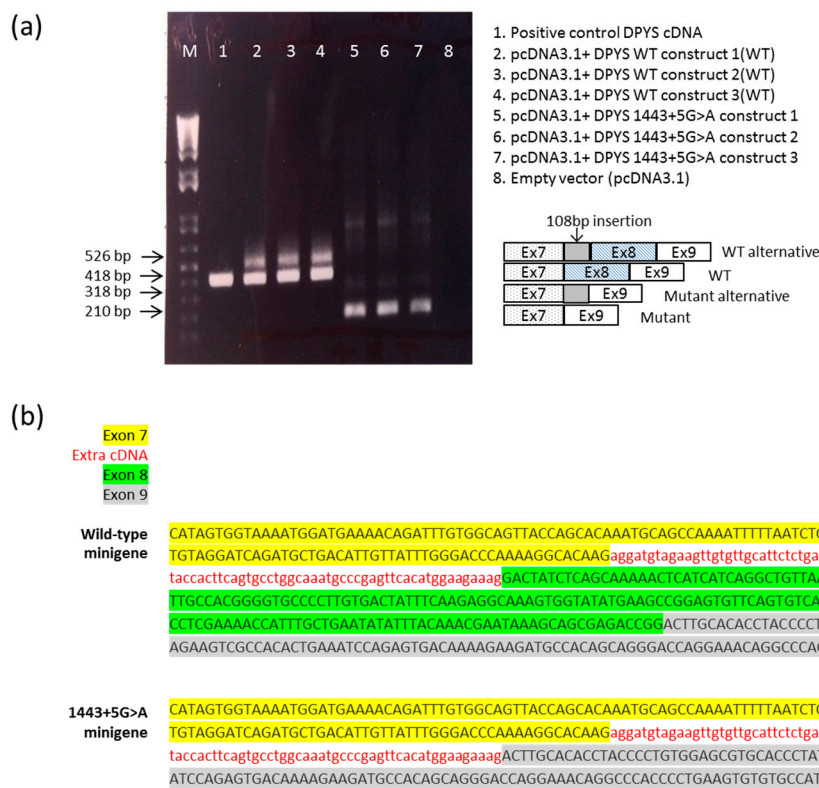 (a)
M 1 2 3 4 5 6 7 8
526 bp
418 bp
318 bp
210 bp
1. Positive control DPYS cDNA
2. pcDNA3.1+ DPYS WT construct 1(WT)
3. pcDNA3.1+ DPYS WT construct 2(WT)
4. pcDNA3.1+ DPYS WT construct 3(WT)
5. pcDNA3.1+ DPYS 1443+5G>A construct 1
6. pcDNA3.1+ DPYS 1443+5G>A construct 2
7. pcDNA3.1+ DPYS 1443+5G>A construct 3
8. Empty vector (pcDNA3.1)
108bp insertion
Ex7 Ex8 Ex9 WT alternative
Ex7 Ex8 Ex9 WT
Ex7 Ex9 Mutant alternative
Ex7 Ex9 Mutant
(b)
Exon 7
Extra cDNA
Exon 8
Exon 9
Wild-type
minigene
CATAGTGGTAAAATGGATGAAAACAGATTTGTGGCAGTTACCAGCACAAATGCAGCCAAAATTTTTAATCTG
TGTAGGATCAGATGCTGACATTGTTATTTGGGACCCAAAAGGCACAAGaggatgtagaagttgtgttgcattctctga
taccacttcagtgcctggcaaatgcccgagttcacatggaagaaagGACTATCTCAGCAAAAACTCATCATCAGGCTGTTAA
TTGCCACGGGGTGCCCCTTGTGACTATTTCAAGAGGCAAAGTGGTATATGAAGCCGGAGTGTTCAGTGTCA
CCTCGAAAACCATTTGCTGAATATATTTACAAACGAATAAAGCAGCGAGACCGGACTTGCACACCTACCCCT
AGAAGTCGCCACACTGAAATCCAGAGTGACAAAAGAAGATGCCACAGCAGGGACCAGGAAACAGGCCCAG
1443+5G>A
minigene
CATAGTGGTAAAATGGATGAAAACAGATTTGTGGCAGTTACCAGCACAAATGCAGCCAAAATTTTTAATCTG
TGTAGGATCAGATGCTGACATTGTTATTTGGGACCCAAAAGGCACAAGaggatgtagaagttgtgttgcattctctga
taccacttcagtgcctggcaaatgcccgagttcacatggaagaaagACTTGCACACCTACCCCTGTGGAGCGTGCACCCTAT
ATCCAGAGTGACAAAAGAAGATGCCACAGCAGGGACCAGGAAACAGGCCCACCCCTGAAGTGTGTGCCAT